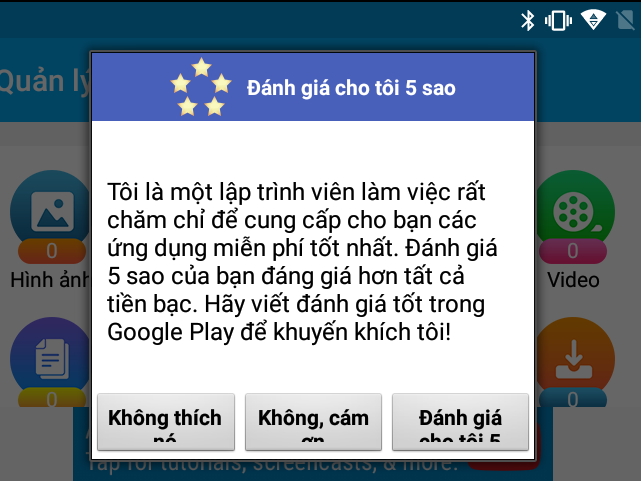 Quản lý
Đánh giá cho tôi 5 sao
Tôi là một lập trình viên làm việc rất
chăm chỉ để cung cấp cho bạn các
ứng dụng miễn phí tốt nhất. Đánh giá
5 sao của bạn đáng giá hơn tất cả
tiền bạc. Hãy viết đánh giá tốt trong
Google Play để khuyến khích tôi!
0
0
Hình ảnh
Video
0
0
Không thích
nó
Không, cám
ơn
Đánh giá
cho tôi 5
Tap for tutorials, screencasts, & more.